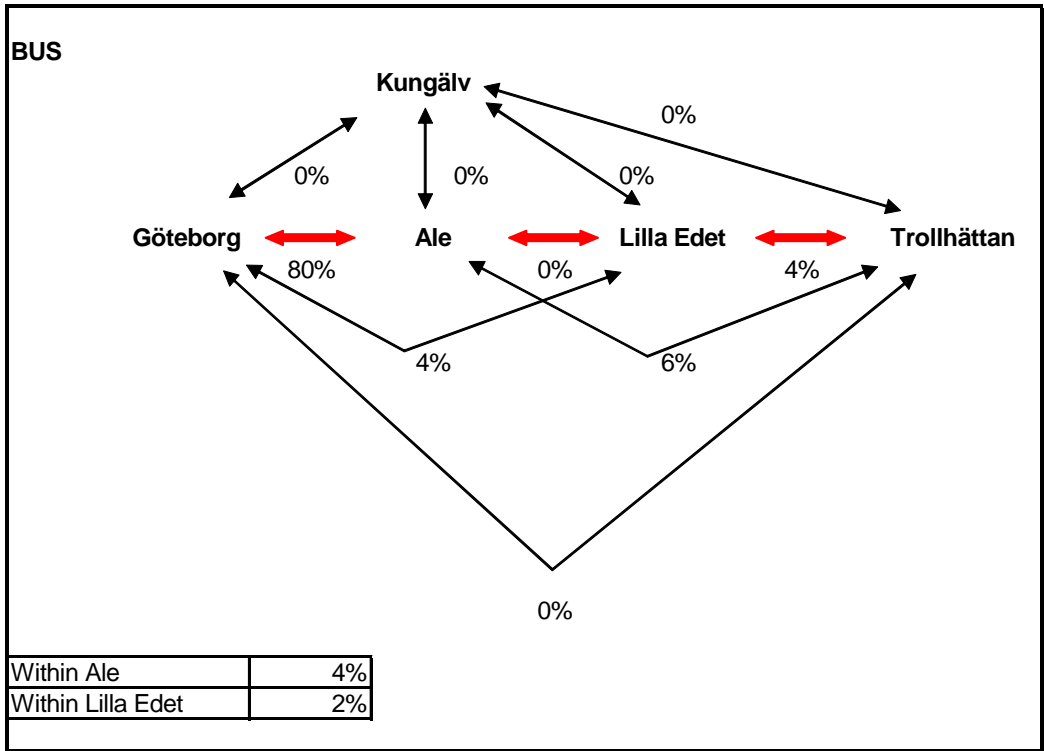 BUS
Kungälv
0%
0%
0%
0%
Göteborg
Ale
Lilla Edet
Trollhättan
80%
0%
4%
4%
6%
0%
Within Ale 4%
Within Lilla Edet 2%